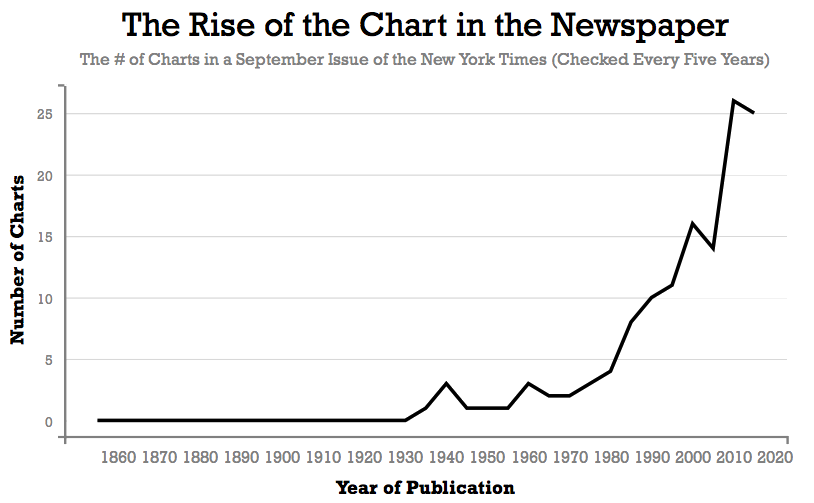 The Rise of the Chart in the Newspaper
The # of Charts in a September Issue of the New York Times (Checked Every Five Years)
25
20
15
10
5
0
Number of Charts
1860 1870 1880 1890 1900 1910 1920 1930 1940 1950 1960 1970 1980 1990 2000 2010 2020
Year of Publication